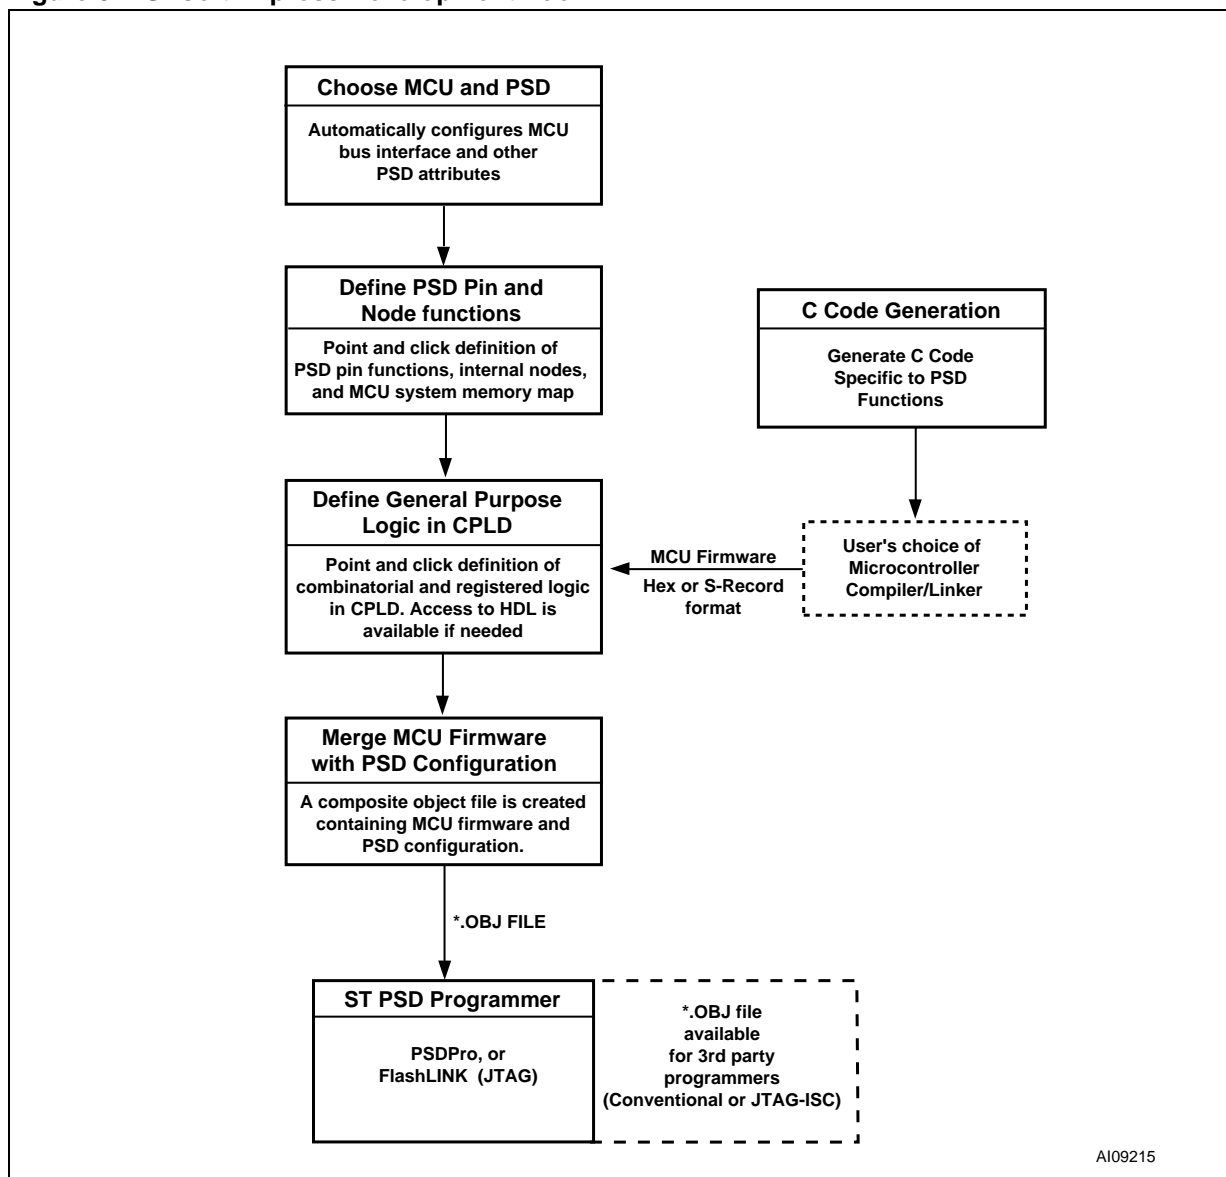 Choose MCU and PSD
Automatically configures MCU
bus interface and other
PSD attributes
Define PSD Pin and
Node functions
Point and click definition of
PSD pin functions, internal nodes,
and MCU system memory map
C Code Generation
Generate C Code
Specific to PSD
Functions
Define General Purpose
Logic in CPLD
Point and click definition of
combinatorial and registered logic
in CPLD. Access to HDL is
available if needed
MCU Firmware
Hex or S-Record
format
User's choice of
Microcontroller
Compiler/Linker
Merge MCU Firmware
with PSD Configuration
A composite object file is created
containing MCU firmware and
PSD configuration.
*.OBJ FILE
ST PSD Programmer
PSDPro, or
FlashLINK (JTAG)
*.OBJ file
available
for 3rd party
programmers
(Conventional or JTAG-ISC)
AI09215